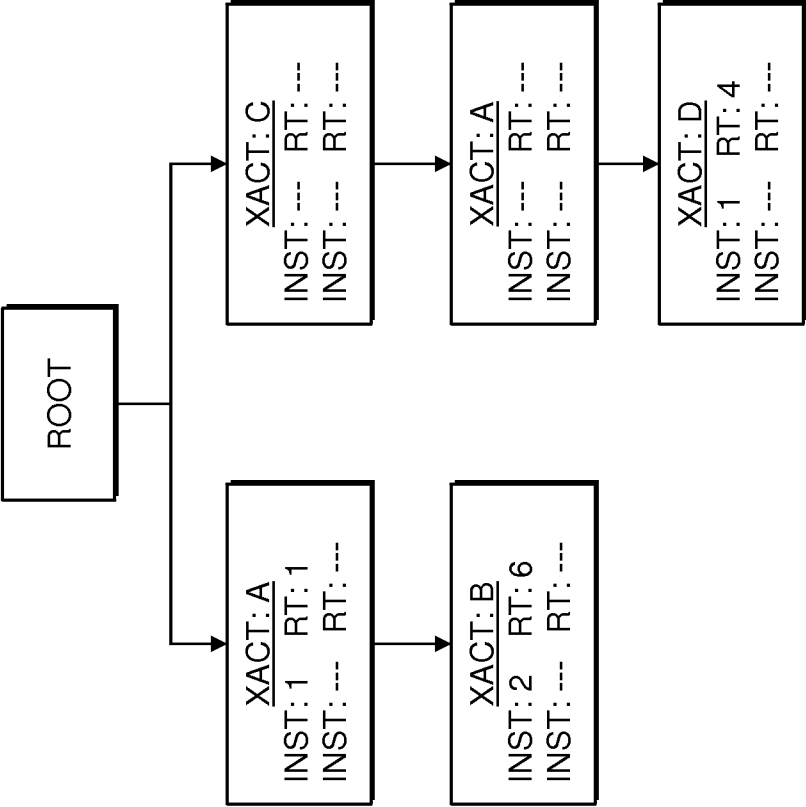 ROOT
XACT: A
INST: 1 RT: 1
INST: --- RT: ---
XACT: B
INST: 2 RT: 6
INST: --- RT: ---
XACT: C
INST: --- RT: ---
INST: --- RT: ---
XACT: A
INST: --- RT: ---
INST: --- RT: ---
XACT: D
INST: 1 RT: 4
INST: --- RT: ---